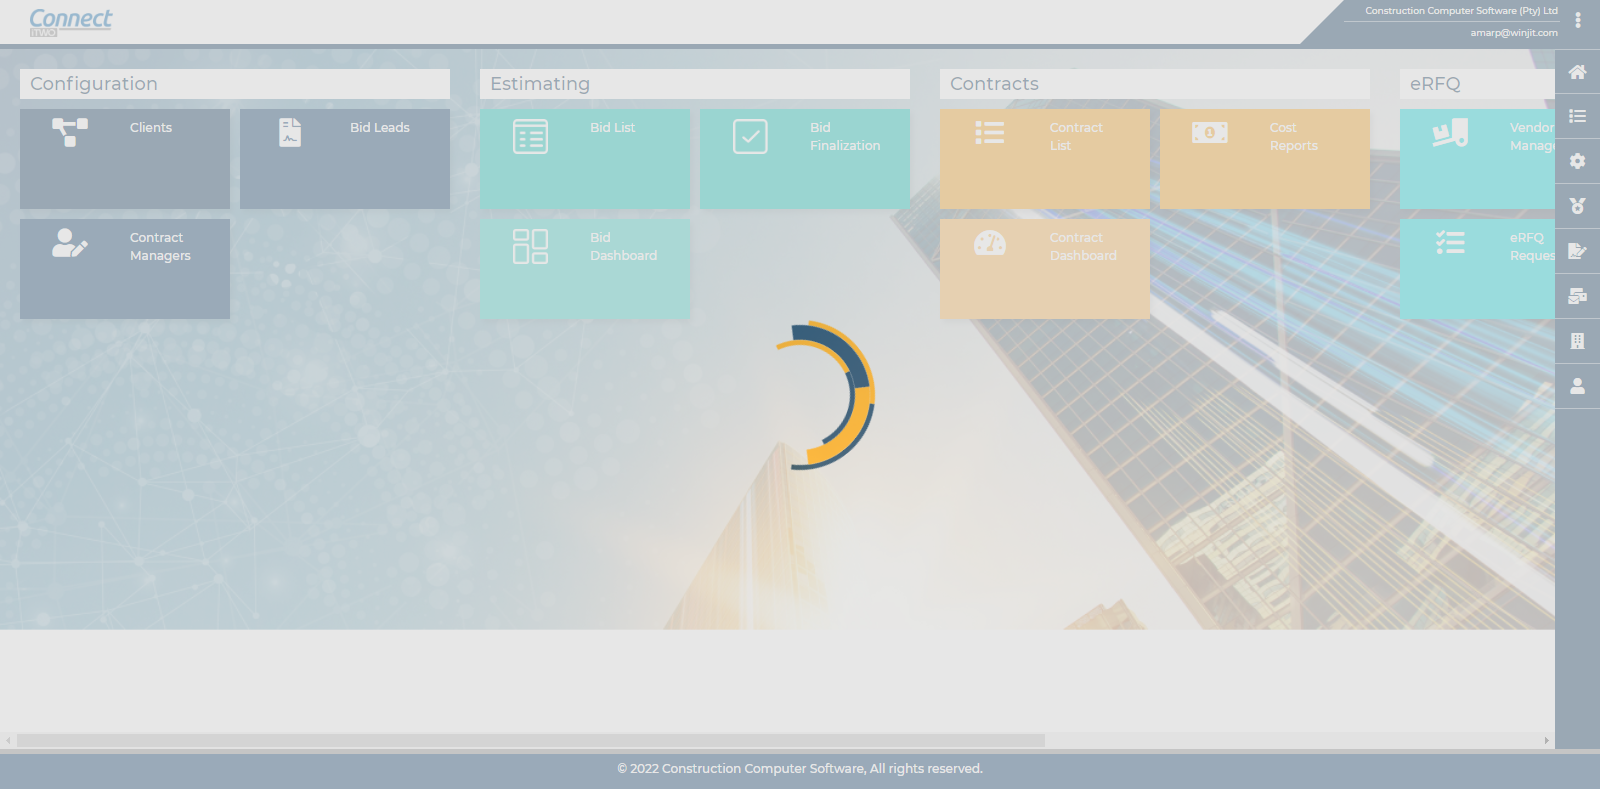 Connect
iTWO
Construction Computer Software (Pty) Ltd
amarp@winjit.com
Configuration
Estimating
Contracts
eRFQ
Clients
Bid Leads
Bid List
Bid
Finalization
Contract
List
Cost
Reports
Vendor
Manag
Contract
Managers
Bid
Dashboard
Contract
Dashboard
eRFQ
Reques
© 2022 Construction Computer Software, All rights reserved.